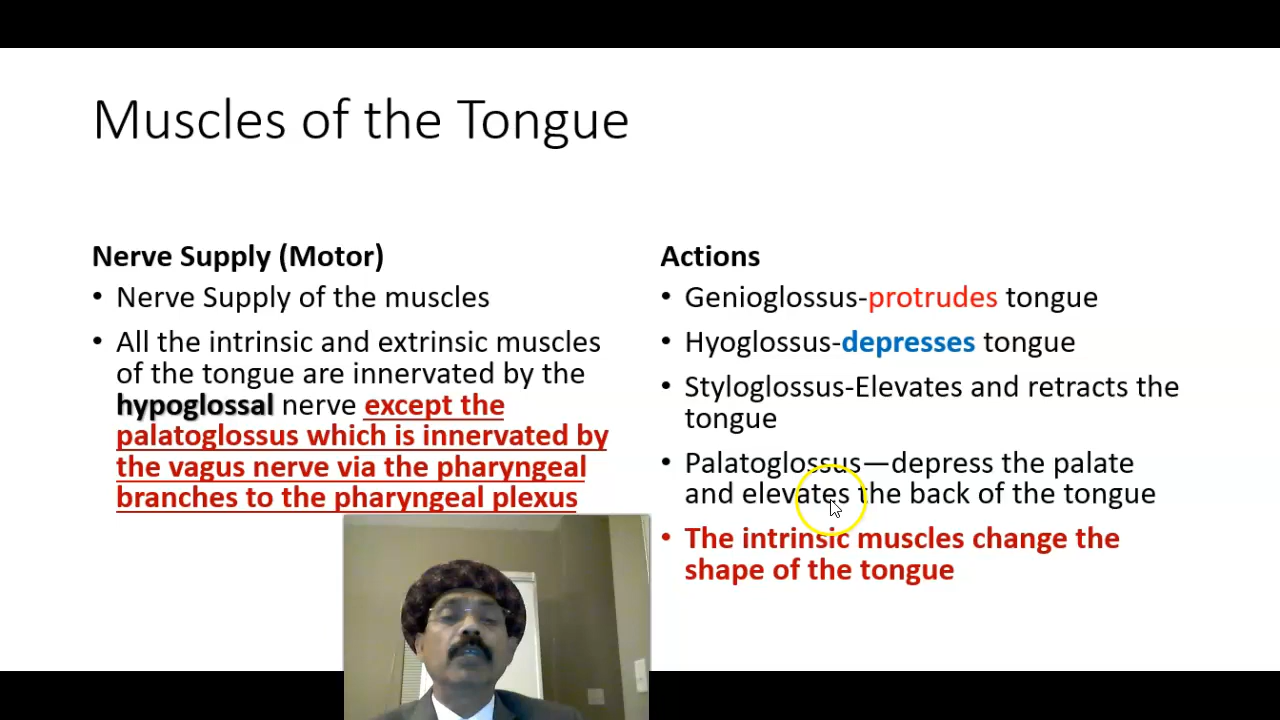 Muscles of the Tongue
Nerve Supply (Motor)
• Nerve Supply of the muscles
• All the intrinsic and extrinsic muscles
of the tongue are innervated by the
hypoglossal nerve except the
palatoglossus which is innervated by
the vagus nerve via the pharyngeal
branches to the pharyngeal plexus
Actions
• Genioglossus-protrudes tongue
• Hyoglossus-depresses tongue
• Styloglossus-Elevates and retracts the
tongue
• Palatoglossus—depress the palate
and elevates the back of the tongue
• The intrinsic muscles change the
shape of the tongue